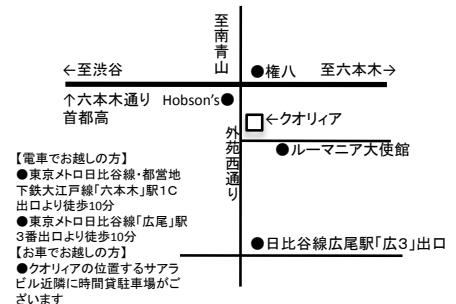 至南青山
←至渋谷
●権八
至六本木→
↑六本木通り
首都高
Hobson's●
←クオリィア
外苑西通り
●ルーマニア大使館
【電車でお越しの方】
●東京メトロ日比谷線・都営地
下鉄大江戸線「六本木」駅1C
出口より徒歩10分
●東京メトロ日比谷線「広尾」駅
3番出口より徒歩10分
【お車でお越しの方】
●クオリィアの位置するサアラ
ビル近隣に時間貸駐車場がご
ざいます
●日比谷線広尾駅「広3」出口